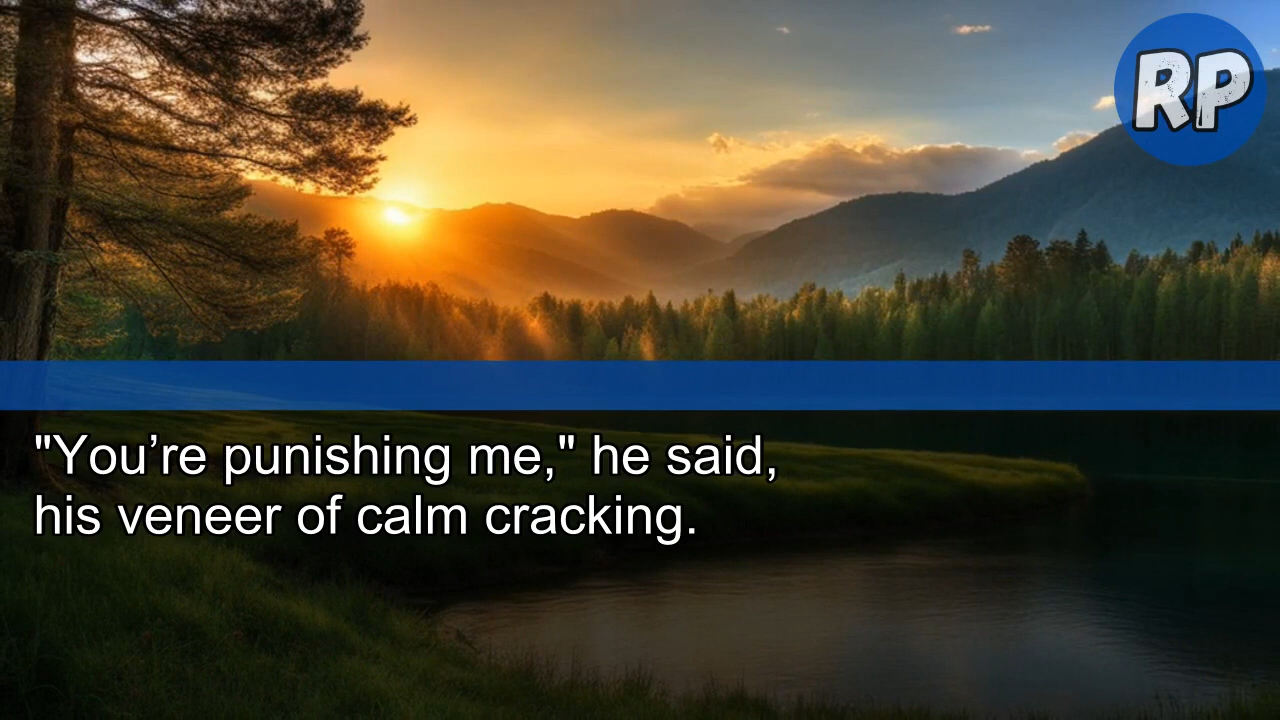 RP
"You’re punishing me," he said,
his veneer of calm cracking.